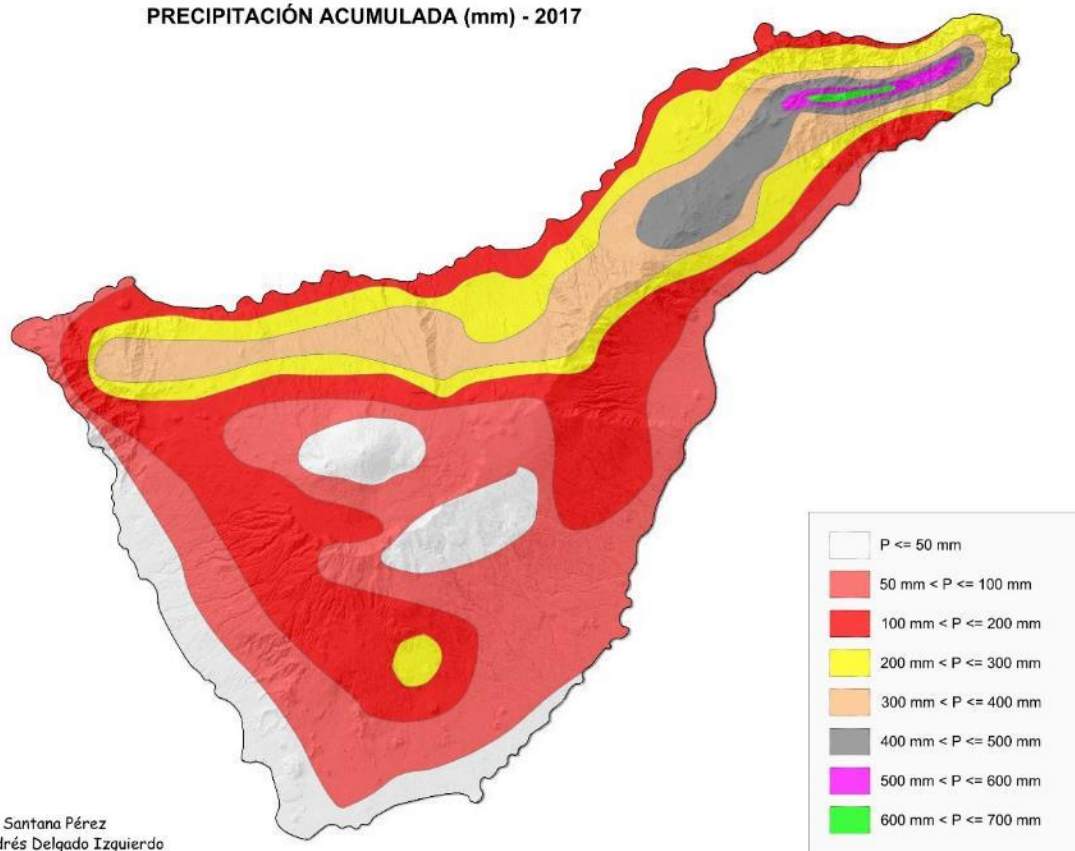 PRECIPITACIÓN ACUMULADA (mm) - 2017
P <= 50 mm
50 mm < P <= 100 mm
100 mm < P <= 200 mm
200 mm < P <= 300 mm
300 mm < P <= 400 mm
400 mm < P <= 500 mm
500 mm < P <= 600 mm
600 mm < P <= 700 mm
Santana Pérez
drés Delgado Izquierdo